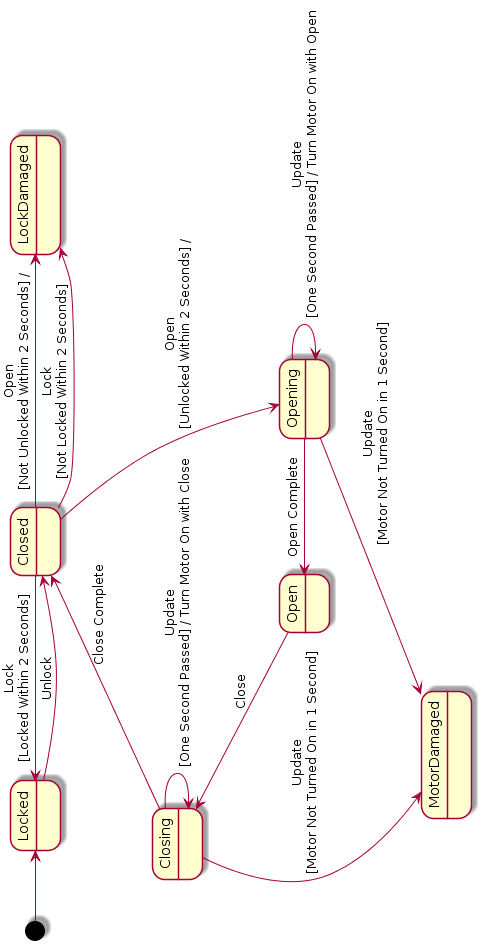 LockDamaged
Open
[Not Unlocked Within 2 Seconds] /
Lock
[Not Locked Within 2 Seconds]
Closed
Lock
[Locked Within 2 Seconds]
Unlock
Locked
Open
[Unlocked Within 2 Seconds] /
Close Complete
Update
[One Second Passed] / Turn Motor On with Close
Closing
Close
Update
[One Second Passed] / Turn Motor On with Open
Opening
Open Complete
Open
Update
[Motor Not Turned On in 1 Second]
Update
[Motor Not Turned On in 1 Second]
MotorDamaged